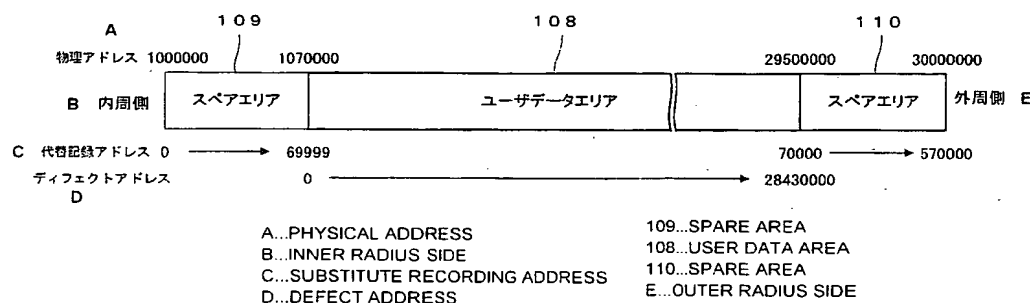 109 108 110
A
物理アドレス 1000000 1070000 29500000 30000000
B 内周側 スペアエリア ユーザデータエリア スペアエリア 外周側 E
C 代替記録アドレス 0 69999 70000 570000
ディフェクトアドレス 0 28430000
D
A...PHYSICAL ADDRESS
B...INNER RADIUS SIDE
C...SUBSTITUTE RECORDING ADDRESS
D...DEFECT ADDRESS
109...SPARE AREA
108...USER DATA AREA
110...SPARE AREA
E...OUTER RADIUS SIDE